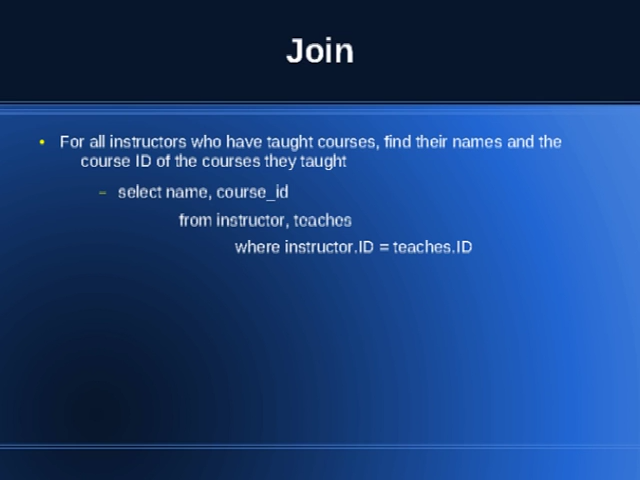 Join
• For all instructors who have taught courses, find their names and the
course ID of the courses they taught
– select name, course_id
from instructor, teaches
where instructor.ID = teaches.ID